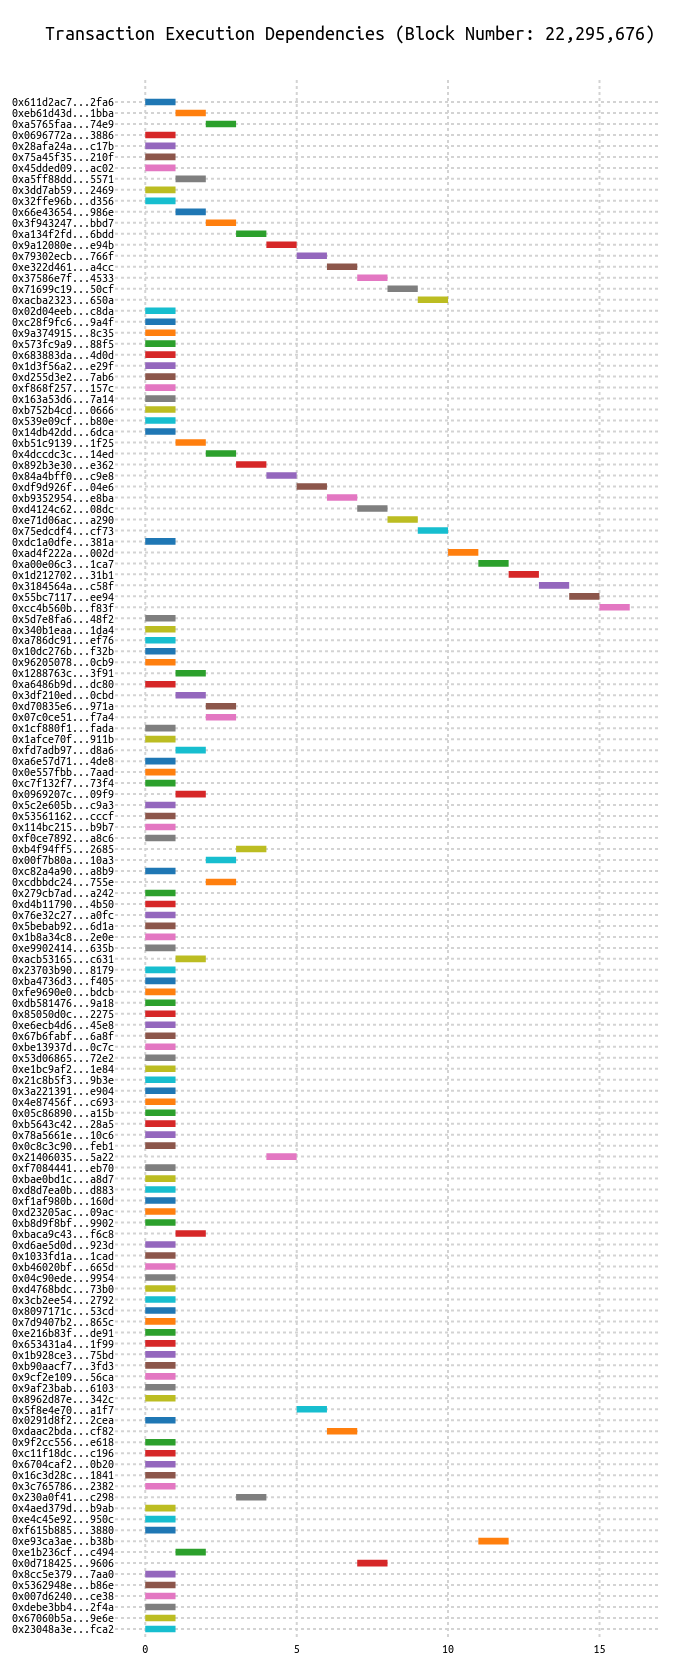 Transaction Execution Dependencies (Block Number: 22,295,676)
0x611d2ac7...2fa6
0xeb61d43d...1bba
0xa5765faa...74e9
0x0696772a...3886
0x28afa24a...c17b
0x75a45f35...210f
0x45dded09...ac02
0xa5ff88dd...5571
0x3dd7ab59...2469
0x32ffe96b...d356
0x66e43654...986e
0x3f943247...bbd7
0xa134f2fd...6bdd
0x9a12080e...e94b
0x79302ecb...766f
0xe322d461...a4cc
0x37586e7f...4533
0x71699c19...50cf
0xacba2323...650a
0x02d04eeb...c8da
0xc28f9fc6...9a4f
0x9a374915...8c35
0x573fc9a9...88f5
0x683883da...4d0d
0x1d3f56a2...e29f
0xd255d3e2...7ab6
0xf868f257...157c
0x163a53d6...7a14
0xb752b4cd...0666
0x539e09cf...b80e
0x14db42dd...6dca
0xb51c9139...1f25
0x4dccdc3c...14ed
0x892b3e30...e362
0x84a4bff0...c9e8
0xdf9d926f...04e6
0xb9352954...e8ba
0xd4124c62...08dc
0xe71d06ac...a290
0x75edcdf4...cf73
0xdc1a0dfe...381a
0xad4f222a...002d
0xa00e06c3...1ca7
0x1d212702...31b1
0x3184564a...c58f
0x55bc7117...ee94
0xcc4b560b...f83f
0x5d7e8fa6...48f2
0x340b1eaa...1da4
0xa786dc91...ef76
0x10dc276b...f32b
0x96205078...0cb9
0x1288763c...3f91
0xa6486b9d...dc80
0x3df210ed...0cbd
0xd70835e6...971a
0x07c0ce51...f7a4
0x1cf880f1...fada
0x1afce70f...911b
0xfd7adb97...d8a6
0xa6e57d71...4de8
0x0e557fbb...7aad
0xc7f132f7...73f4
0x0969207c...09f9
0x5c2e605b...c9a3
0x53561162...cccf
0x114bc215...b9b7
0xf0ce7892...a8c6
0xb4f94ff5...2685
0x00f7b80a...10a3
0xc82a4a90...a8b9
0xcdbbdc24...755e
0x279cb7ad...a242
0xd4b11790...4b50
0x76e32c27...a0fc
0x5bebab92...6d1a
0x1b8a34c8...2e0e
0xe9902414...635b
0xacb53165...c631
0x23703b90...8179
0xba4736d3...f405
0xfe9690e0...bdcb
0xdb581476...9a18
0x85050d0c...2275
0xe6ecb4d6...45e8
0x67b6fabf...6a8f
0xbe13937d...0c7c
0x53d06865...72e2
0xe1bc9af2...1e84
0x21c8b5f3...9b3e
0x3a221391...e904
0x4e87456f...c693
0x05c86890...a15b
0xb5643c42...28a5
0x78a5661e...10c6
0x0c8c3c90...feb1
0x21406035...5a22
0xf7084441...eb70
0xbae0bd1c...a8d7
0xd8d7ea0b...d883
0xf1af980b...160d
0xd23205ac...09ac
0xb8d9f8bf...9902
0xbaca9c43...f6c8
0xd6ae5d0d...923d
0x1033fd1a...1cad
0xb46020bf...665d
0x04c90ede...9954
0xd4768bdc...73b0
0x3cb2ee54...2792
0x8097171c...53cd
0x7d9407b2...865c
0xe216b83f...de91
0x653431a4...1f99
0x1b928ce3...75bd
0xb90aacf7...3fd3
0x9cf2e109...56ca
0x9af23bab...6103
0x8962d87e...342c
0x5f8e4e70...a1f7
0x0291d8f2...2cea
0xdaac2bda...cf82
0x9f2cc556...e618
0xc11f18dc...c196
0x6704caf2...0b20
0x16c3d28c...1841
0x3c765786...2382
0x230a0f41...c298
0x4aed379d...b9ab
0xe4c45e92...950c
0xf615b885...3880
0xe93ca3ae...b38b
0xe1b236cf...c494
0x0d718425...9606
0x8cc5e379...7aa0
0x5362948e...b86e
0x007d6240...ce38
0xdebe3bb4...2f4a
0x67060b5a...9e6e
0x23048a3e...fca2
0 5 10 15